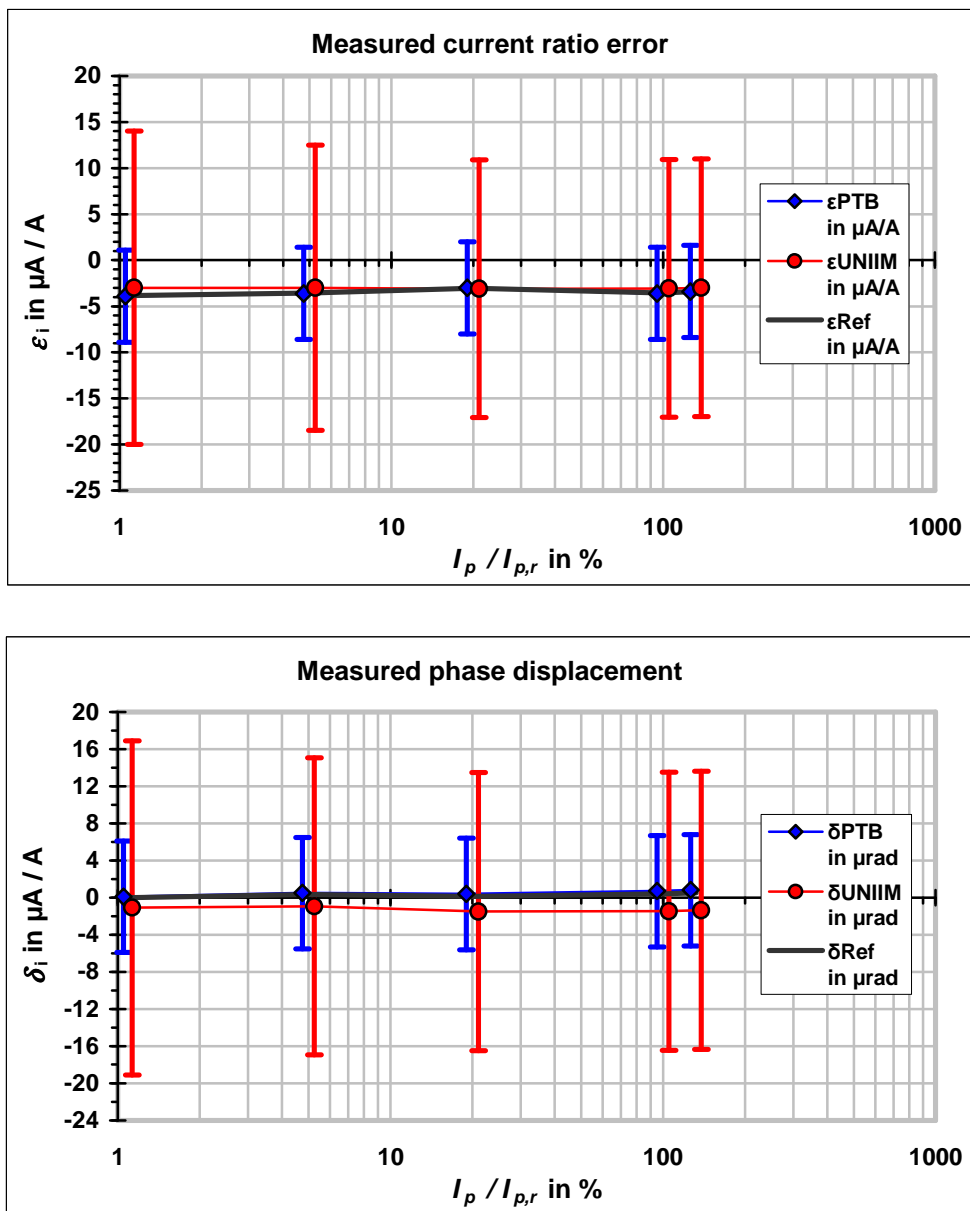 Measured current ratio error
20
15
10
5
0
-5
-10
-15
-20
-25
εi in µA / A
1
10
100
1000
Ip / Ip,r in %
εPTB
in µA/A
εUNIIM
in µA/A
εRef
in µA/A
Measured phase displacement
20
16
12
8
4
0
-4
-8
-12
-16
-20
-24
δi in µA / A
1
10
100
1000
Ip / Ip,r in %
δPTB
in µrad
δUNIIM
in µrad
δRef
in µrad